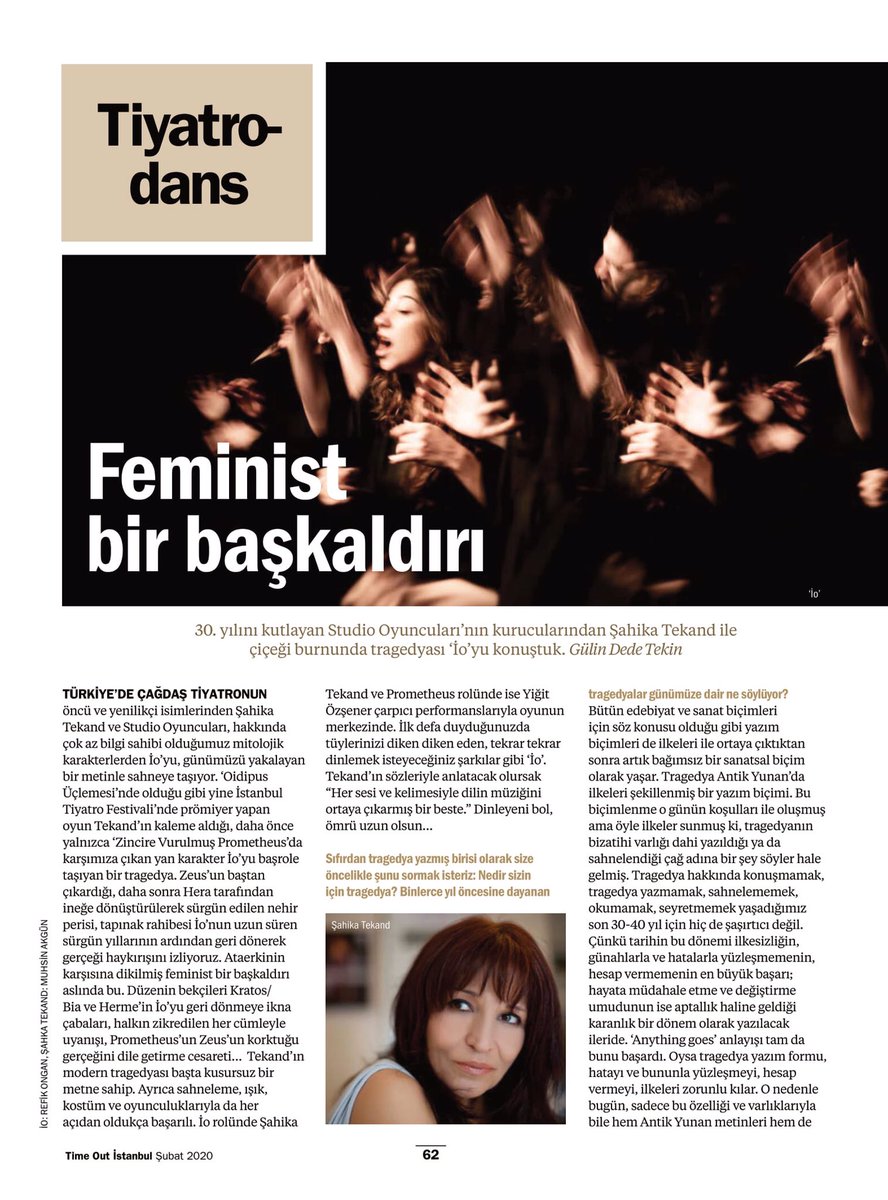 Tiyatro-
dans
Feminist
bir başkaldırı
‘İo’
30. yılını kutlayan Studio Oyuncuları’nın kurucularından Şahika Tekand ile
çiçeği burnunda tragedyası ‘İo’yu konuştuk. Gülin Dede Tekin
TÜRKİYE’DE ÇAĞDAŞ TİYATRONUN
öncü ve yenilikçi isimlerinden Şahika
Tekand ve Studio Oyuncuları, hakkında
çok az bilgi sahibi olduğumuz mitolojik
karakterlerden İo’yu, günümüzü yakalayan
bir metinle sahneye taşıyor. ‘Oidipus
Üçlemesi’nde olduğu gibi yine İstanbul
Tiyatro Festivali’nde prömiyer yapan
oyun Tekand’ın kaleme aldığı, daha önce
yalnızca ‘Zincire Vurulmuş Prometheus’da
karşımıza çıkan yan karakter İo’yu başrole
taşıyan bir tragedya. Zeus’un baştan
çıkardığı, daha sonra Hera tarafından
ineğe dönüştürülerek sürgün edilen nehir
perisi, tapınak rahibesi İo’nun uzun süren
sürgün yıllarının ardından geri dönerek
gerçeği haykırışını izliyoruz. Ataerkinin
karşısına dikilmiş feminist bir başkaldırı
aslında bu. Düzenin bekçileri Kratos/
Bia ve Herme’in İo’yu geri dönmeye ikna
çabaları, halkın zikredilen her cümleyle
uyanışı, Prometheus’un Zeus’un korktuğu
gerçeğini dile getirme cesareti... Tekand’ın
modern tragedyası başta kusursuz bir
metne sahip. Ayrıca sahneleme, ışık,
kostüm ve oyunculuklarıyla da her
açıdan oldukça başarılı. İo rolünde Şahika
Tekand ve Prometheus rolünde ise Yiğit
Özşener çarpıcı performanslarıyla oyunun
merkezinde. İlk defa duyduğunuzda
tüylerinizi diken diken eden, tekrar tekrar
dinlemek isteyeceğiniz şarkılar gibi ‘İo’.
Tekand’ın sözleriyle anlatacak olursak
“Her sesi ve kelimesiyle dilin müziğini
ortaya çıkarmış bir beste.” Dinleyeni bol,
ömrü uzun olsun...
Sıfırdan tragedya yazmış birisi olarak size
öncelikle şunu sormak isteriz: Nedir sizin
için tragedya? Binlerce yıl öncesine dayanan
Şahika Tekand
tragedyalar günümüze dair ne söylüyor?
Bütün edebiyat ve sanat biçimleri
için söz konusu olduğu gibi yazım
biçimleri de ilkeleri ile ortaya çıktıktan
sonra artık bağımsız bir sanatsal biçim
olarak yaşar. Tragedya Antik Yunan’da
ilkeleri şekillenmiş bir yazım biçimi. Bu
biçimlenme o günün koşulları ile oluşmuş
ama öyle ilkeler sunmuş ki, tragedyanın
bizatihi varlığı dahi yazıldığı ya da
sahnelendiği çağ adına bir şey söyler hale
gelmiş. Tragedya hakkında konuşmamak,
tragedya yazmamak, sahnelememek,
okumamak, seyretmemek yaşadığımız
son 30-40 yıl için hiç de şaşırtıcı değil.
Çünkü tarihin bu dönemi ilkesizliğin,
günahlarla ve hatalarla yüzleşmemenin,
hesap vermemenin en büyük başarı;
hayata müdahale etme ve değiştirme
umudunun ise aptallık haline geldiği
karanlık bir dönem olarak yazılacak
ileride. ‘Anything goes’ anlayışı tam da
bunu başardı. Oysa tragedya yazım formu,
hatayı ve bununla yüzleşmeyi, hesap
vermeyi, ilkeleri zorunlu kılar. O nedenle
bugün, sadece bu özelliği ve varlıklarıyla
bile hem Antik Yunan metinleri hem de
İO: REFİK ONGAN, ŞAHKA TEKAND: MUHSİN AKGÜN
Time Out İstanbul Şubat 2020
62